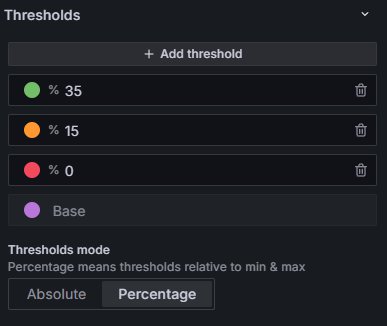 Thresholds
+ Add threshold
% 35
% 15
% 0
Base
Thresholds mode
Percentage means thresholds relative to min & max
Absolute Percentage